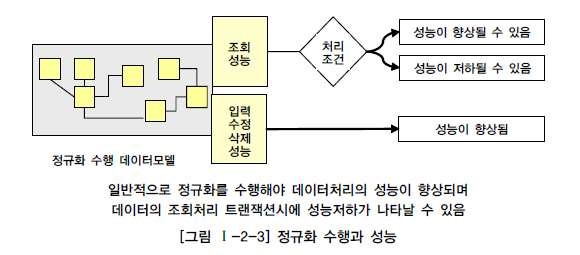 조회
성능
처리
조건
성능이 향상될 수 있음
성능이 저하될 수 있음
입력
수정
삭제
성능
성능이 향상됨
정규화 수행 데이터모델
일반적으로 정규화를 수행해야 데이터처리의 성능이 향상되며
데이터의 조회처리 트랜잭션시에 성능저하가 나타날 수 있음
[그림 Ⅰ-2-3] 정규화 수행과 성능